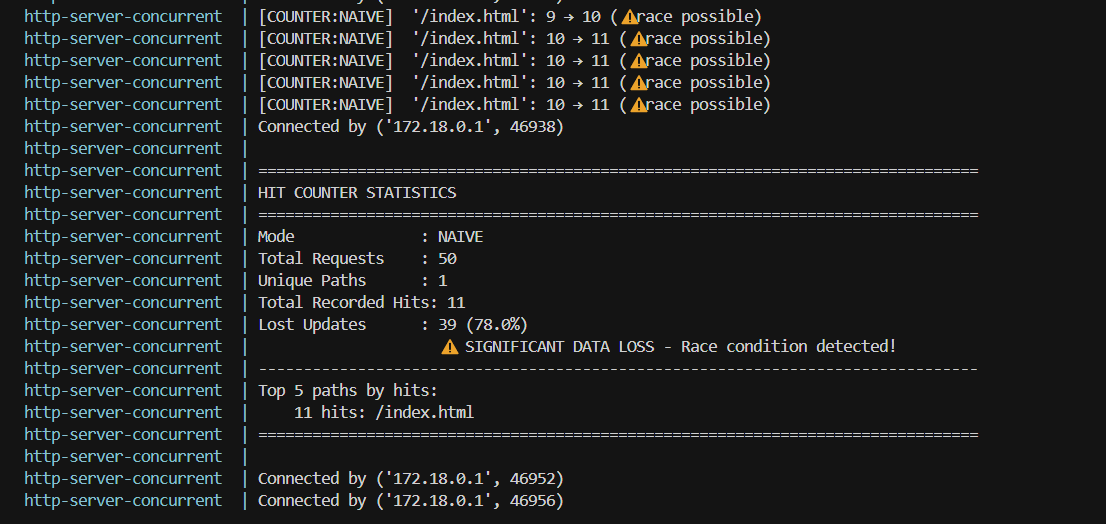 http-server-concurrent | [COUNTER:NAIVE]  '/index.html': 9 → 10 (⚠️race possible)
http-server-concurrent | [COUNTER:NAIVE]  '/index.html': 10 → 11 (⚠️race possible)
http-server-concurrent | [COUNTER:NAIVE]  '/index.html': 10 → 11 (⚠️race possible)
http-server-concurrent | [COUNTER:NAIVE]  '/index.html': 10 → 11 (⚠️race possible)
http-server-concurrent | [COUNTER:NAIVE]  '/index.html': 10 → 11 (⚠️race possible)
http-server-concurrent | Connected by ('172.18.0.1', 46938)
http-server-concurrent |
http-server-concurrent | ================================================================================
http-server-concurrent | HIT COUNTER STATISTICS
http-server-concurrent | ================================================================================
http-server-concurrent | Mode              : NAIVE
http-server-concurrent | Total Requests    : 50
http-server-concurrent | Unique Paths      : 1
http-server-concurrent | Total Recorded Hits: 11
http-server-concurrent | Lost Updates      : 39 (78.0%)
http-server-concurrent |                     ⚠️ SIGNIFICANT DATA LOSS - Race condition detected!
http-server-concurrent | --------------------------------------------------------------------------------
http-server-concurrent | Top 5 paths by hits:
http-server-concurrent |     11 hits: /index.html
http-server-concurrent | ================================================================================
http-server-concurrent |
http-server-concurrent | Connected by ('172.18.0.1', 46952)
http-server-concurrent | Connected by ('172.18.0.1', 46956)